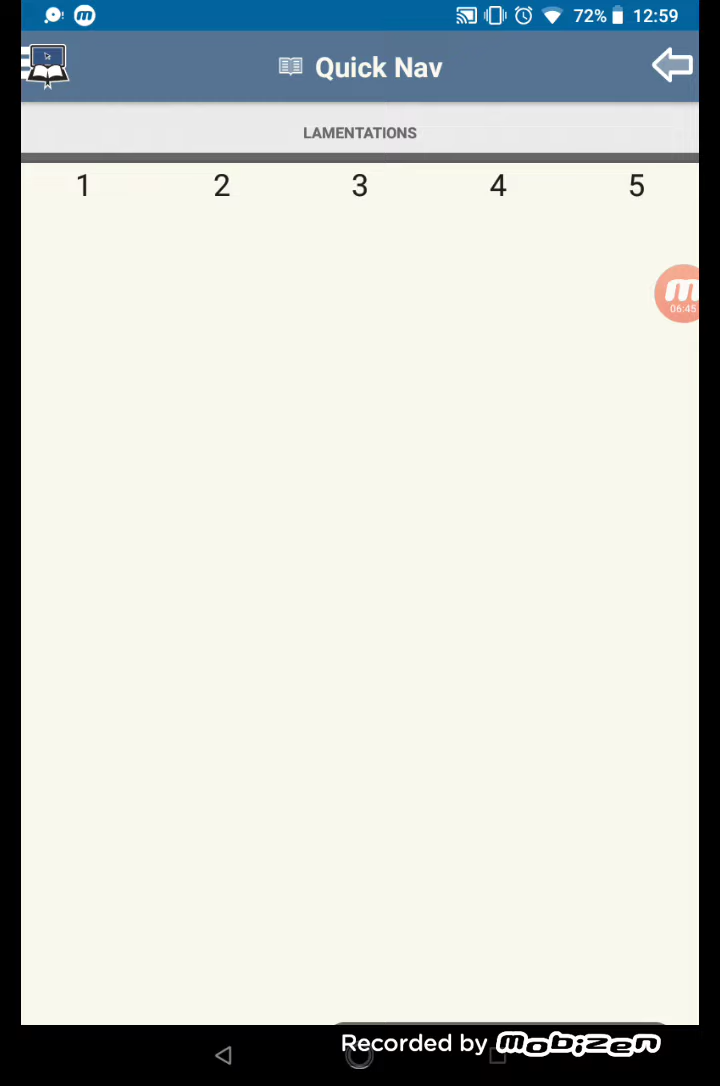 72% 12:59
Quick Nav
LAMENTATIONS
1 2 3 4 5
m
06:45
Recorded by mobizen